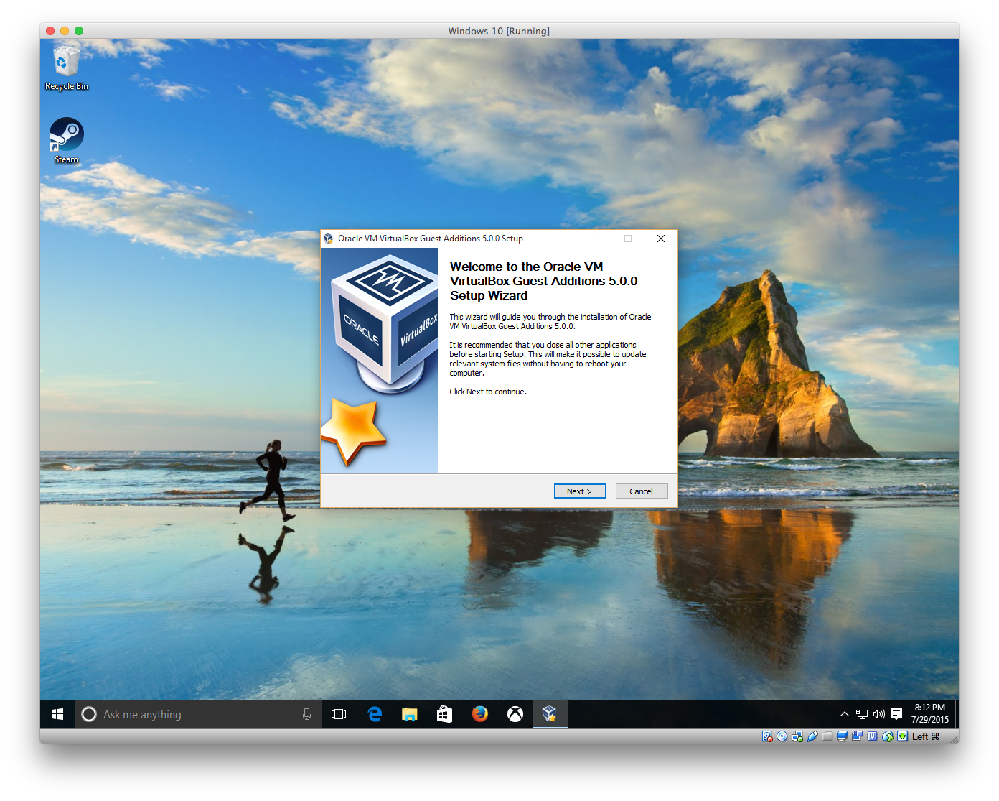 Windows 10 [Running]
Recycle Bin
Steam
Oracle VM VirtualBox Guest Additions 5.0.0 Setup
ORACLE
VirtualBox
Welcome to the Oracle VM
VirtualBox Guest Additions 5.0.0
Setup Wizard
This wizard will guide you through the installation of Oracle
VM VirtualBox Guest Additions 5.0.0.
It is recommended that you close all other applications
before starting Setup. This will make it possible to update
relevant system files without having to reboot your
computer.
Click Next to continue.
Next >
Cancel
Ask me anything
8:12 PM
7/29/2015
Left ⌘